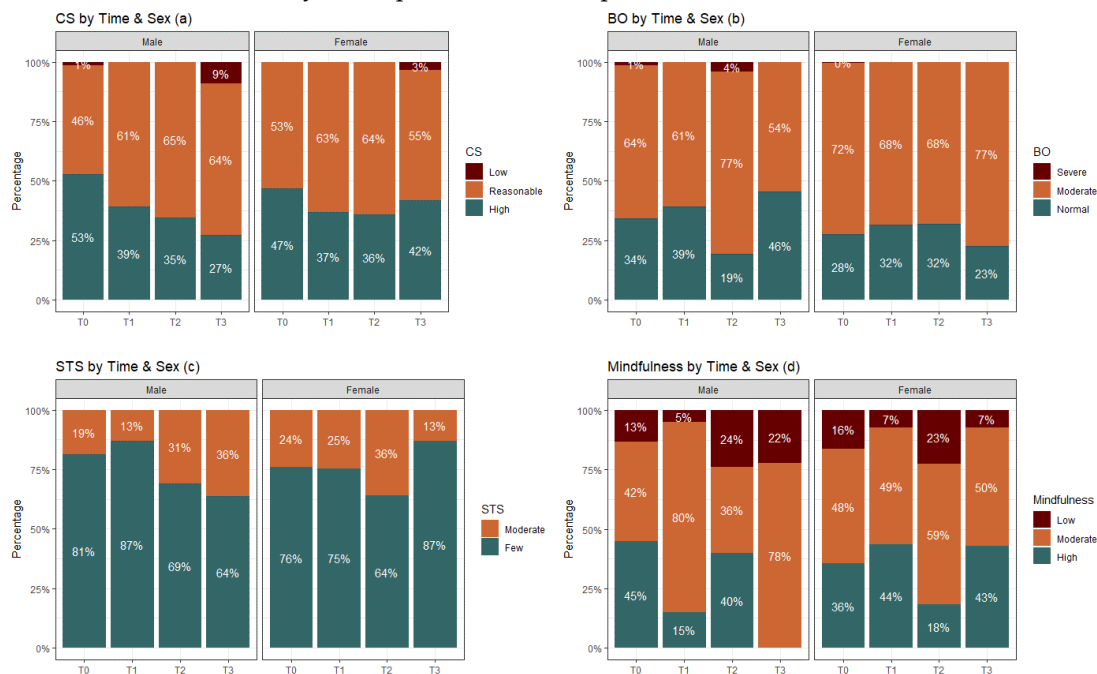 CS by Time & Sex (a)
Male
Female
100%
75%
50%
25%
0%
Percentage
1%
9%
3%
46%
61%
65%
64%
53%
63%
64%
55%
53%
39%
35%
27%
47%
37%
36%
42%
T0
T1
T2
T3
T0
T1
T2
T3
CS
Low
Reasonable
High
BO by Time & Sex (b)
Male
Female
100%
75%
50%
25%
0%
Percentage
1%
4%
0%
64%
61%
77%
54%
72%
68%
68%
77%
34%
39%
19%
46%
28%
32%
32%
23%
T0
T1
T2
T3
T0
T1
T2
T3
BO
Severe
Moderate
Normal
STS by Time & Sex (c)
Male
Female
100%
75%
50%
25%
0%
Percentage
19%
13%
31%
36%
24%
25%
36%
13%
81%
87%
69%
64%
76%
75%
64%
87%
T0
T1
T2
T3
T0
T1
T2
T3
STS
Moderate
Few
Mindfulness by Time & Sex (d)
Male
Female
100%
75%
50%
25%
0%
Percentage
13%
5%
24%
22%
16%
7%
23%
7%
42%
80%
36%
78%
48%
49%
59%
50%
45%
15%
40%
36%
44%
18%
43%
T0
T1
T2
T3
T0
T1
T2
T3
Mindfulness
Low
Moderate
High